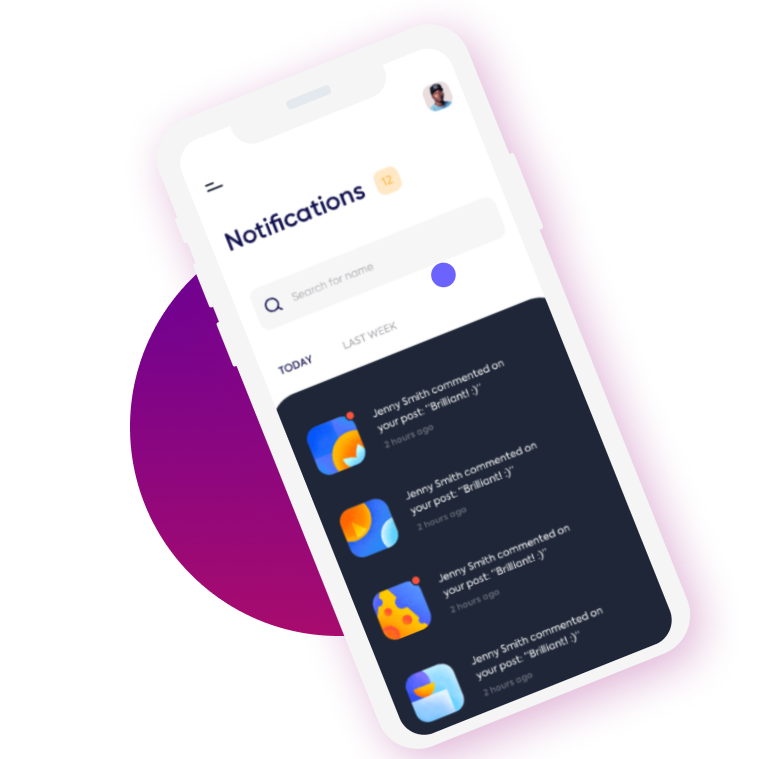 Notifications 12
Search for name
TODAY LAST WEEK
Jenny Smith commented on
your post: “Brilliant! :)”
2 hours ago
Jenny Smith commented on
your post: “Brilliant! :)”
2 hours ago
Jenny Smith commented on
your post: “Brilliant! :)”
2 hours ago
Jenny Smith commented on
your post: “Brilliant! :)”
2 hours ago